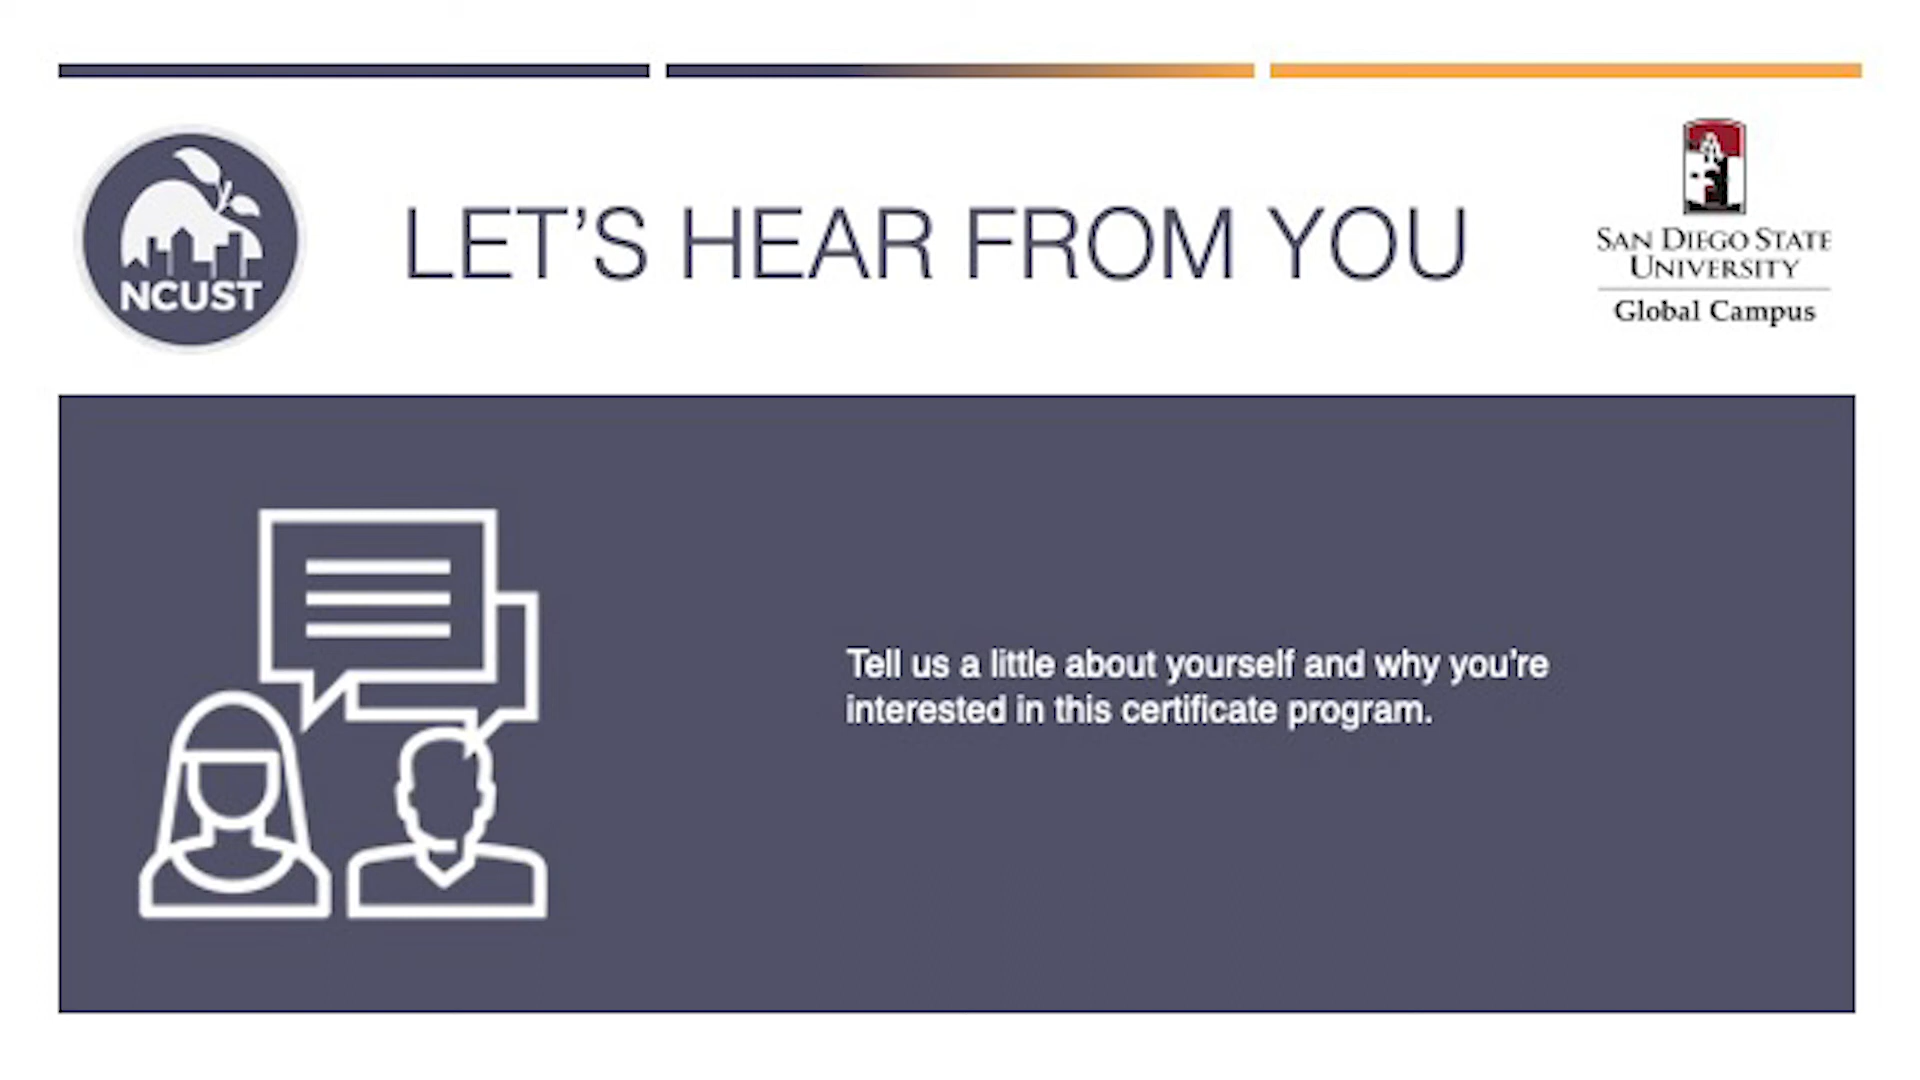 NCUST
LET’S HEAR FROM YOU
SAN DIEGO STATE
UNIVERSITY
Global Campus
Tell us a little about yourself and why you’re
interested in this certificate program.